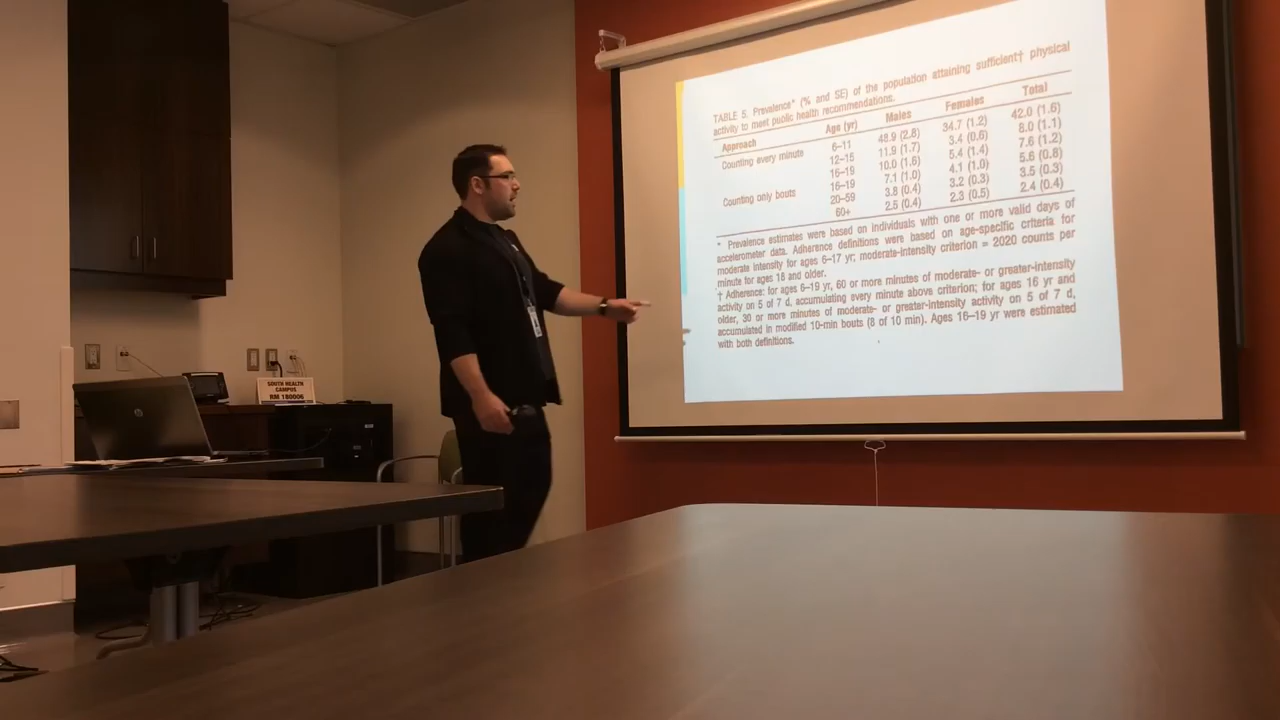 TABLE 5. Prevalence* (% and SE) of the population attaining sufficient† physical
activity to meet public health recommendations.
Approach Age (yr) Males Females Total
Counting every minute 6–11 48.9 (2.8) 34.7 (1.2) 42.0 (1.6)
12–15 11.9 (1.7) 3.4 (0.6) 8.0 (1.1)
16–19 10.0 (1.6) 5.4 (1.4) 7.6 (1.2)
Counting only bouts 16–19 7.1 (1.0) 4.1 (1.0) 5.6 (0.8)
20–59 3.8 (0.4) 3.2 (0.3) 3.5 (0.3)
60+ 2.5 (0.4) 2.3 (0.5) 2.4 (0.4)
* Prevalence estimates were based on individuals with one or more valid days of
accelerometer data. Adherence definitions were based on age-specific criteria for
moderate intensity for ages 6–17 yr; moderate-intensity criterion = 2020 counts per
minute for ages 18 and older.
† Adherence: for ages 6–19 yr, 60 or more minutes of moderate- or greater-intensity
activity on 5 of 7 d, accumulating every minute above criterion; for ages 16 yr and
older, 30 or more minutes of moderate- or greater-intensity activity on 5 of 7 d,
accumulated in modified 10-min bouts (8 of 10 min). Ages 16–19 yr were estimated
with both definitions.
SOUTH HEALTH
CAMPUS
RM 180006
hp